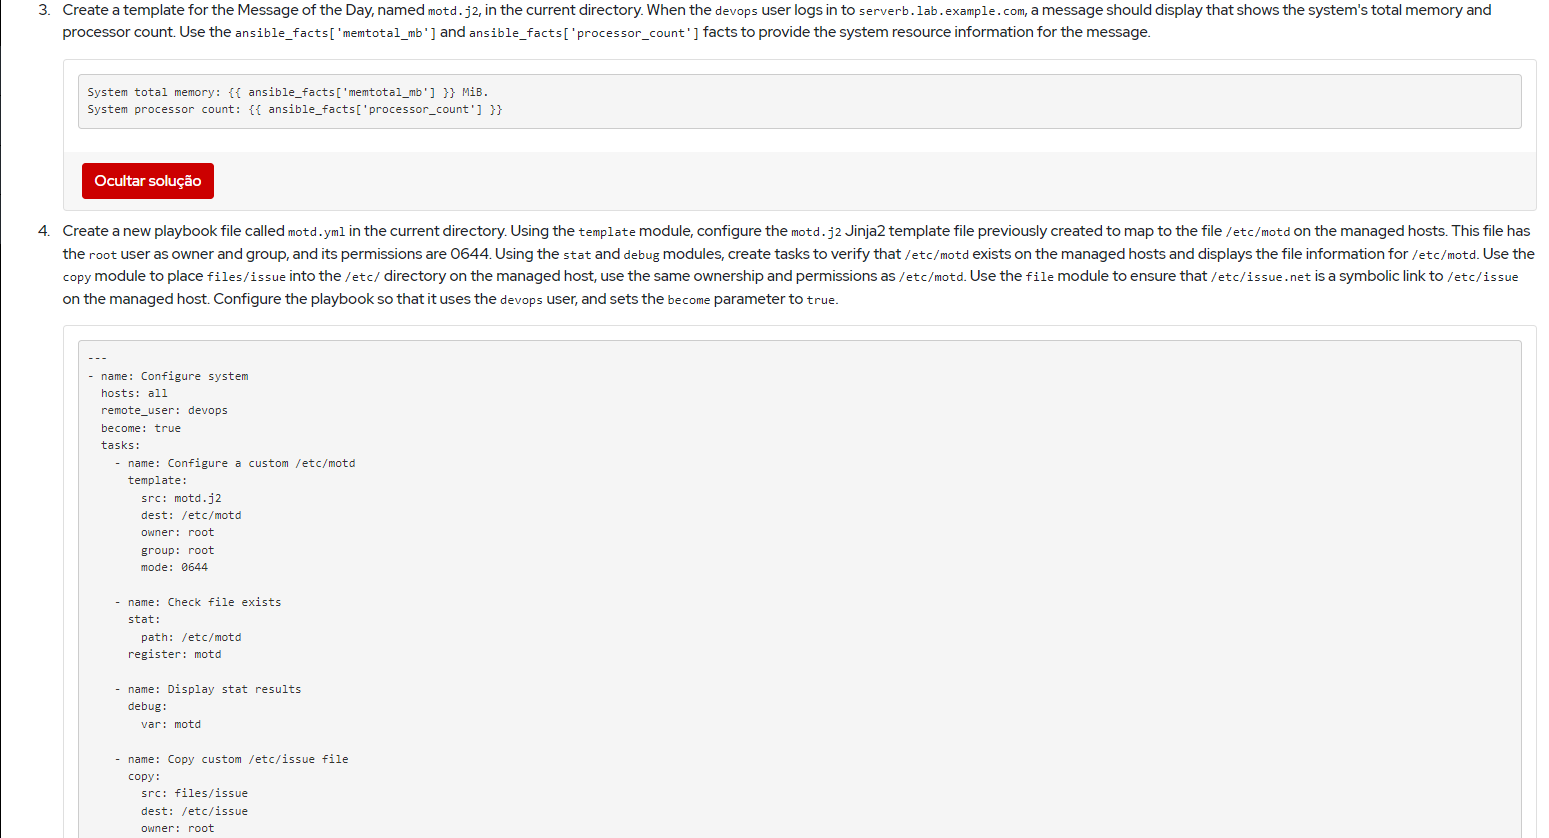 3. Create a template for the Message of the Day, named motd.j2, in the current directory. When the devops user logs in to serverb.lab.example.com, a message should display that shows the system's total memory and
processor count. Use the ansible_facts['memtotal_mb'] and ansible_facts['processor_count'] facts to provide the system resource information for the message.
System total memory: {{ ansible_facts['memtotal_mb'] }} MiB.
System processor count: {{ ansible_facts['processor_count'] }}
Ocultar solução
4. Create a new playbook file called motd.yml in the current directory. Using the template module, configure the motd.j2 Jinja2 template file previously created to map to the file /etc/motd on the managed hosts. This file has
the root user as owner and group, and its permissions are 0644. Using the stat and debug modules, create tasks to verify that /etc/motd exists on the managed hosts and displays the file information for /etc/motd. Use the
copy module to place files/issue into the /etc/ directory on the managed host, use the same ownership and permissions as /etc/motd. Use the file module to ensure that /etc/issue.net is a symbolic link to /etc/issue
on the managed host. Configure the playbook so that it uses the devops user, and sets the become parameter to true.
---
- name: Configure system
  hosts: all
  remote_user: devops
  become: true
  tasks:
    - name: Configure a custom /etc/motd
      template:
        src: motd.j2
        dest: /etc/motd
        owner: root
        group: root
        mode: 0644
    - name: Check file exists
      stat:
        path: /etc/motd
      register: motd
    - name: Display stat results
      debug:
        var: motd
    - name: Copy custom /etc/issue file
      copy:
        src: files/issue
        dest: /etc/issue
        owner: root